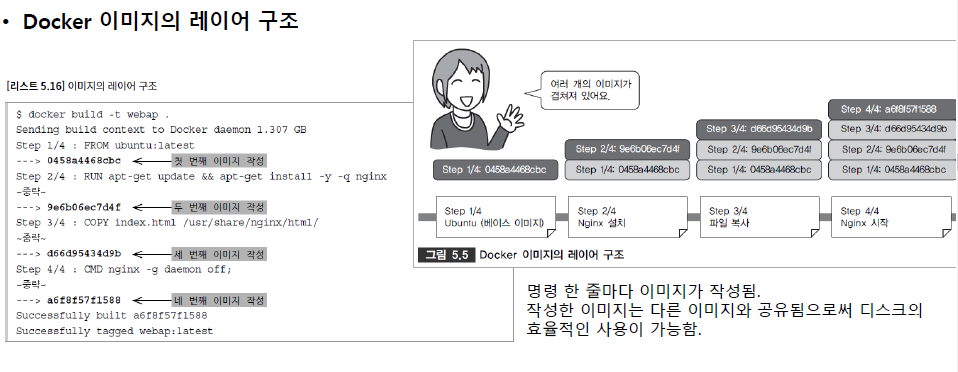 • Docker 이미지의 레이어 구조
[리스트 5.16] 이미지의 레이어 구조
$ docker build -t webap .
Sending build context to Docker daemon 1.307 GB
Step 1/4 : FROM ubuntu:latest
---> 0458a4468cbc 첫 번째 이미지 작성
Step 2/4 : RUN apt-get update && apt-get install -y -q nginx
~중략~
---> 9e6b06ec7d4f 두 번째 이미지 작성
Step 3/4 : COPY index.html /usr/share/nginx/html/
~중략~
---> d66d95434d9b 세 번째 이미지 작성
Step 4/4 : CMD nginx -g daemon off;
~중략~
---> a6f8f57f1588 네 번째 이미지 작성
Successfully built a6f8f57f1588
Successfully tagged webap:latest
여러 개의 이미지가
겹쳐져 있어요.
Step 1/4: 0458a4468cbc
Step 2/4: 9e6b06ec7d4f
Step 1/4: 0458a4468cbc
Step 3/4: d66d95434d9b
Step 2/4: 9e6b06ec7d4f
Step 1/4: 0458a4468cbc
Step 4/4: a6f8f57f1588
Step 3/4: d66d95434d9b
Step 2/4: 9e6b06ec7d4f
Step 1/4: 0458a4468cbc
Step 1/4
Ubuntu (베이스 이미지)
Step 2/4
Nginx 설치
Step 3/4
파일 복사
Step 4/4
Nginx 시작
그림 5.5 Docker 이미지의 레이어 구조
명령 한 줄마다 이미지가 작성됨.
작성한 이미지는 다른 이미지와 공유됨으로써 디스크의
효율적인 사용이 가능함.